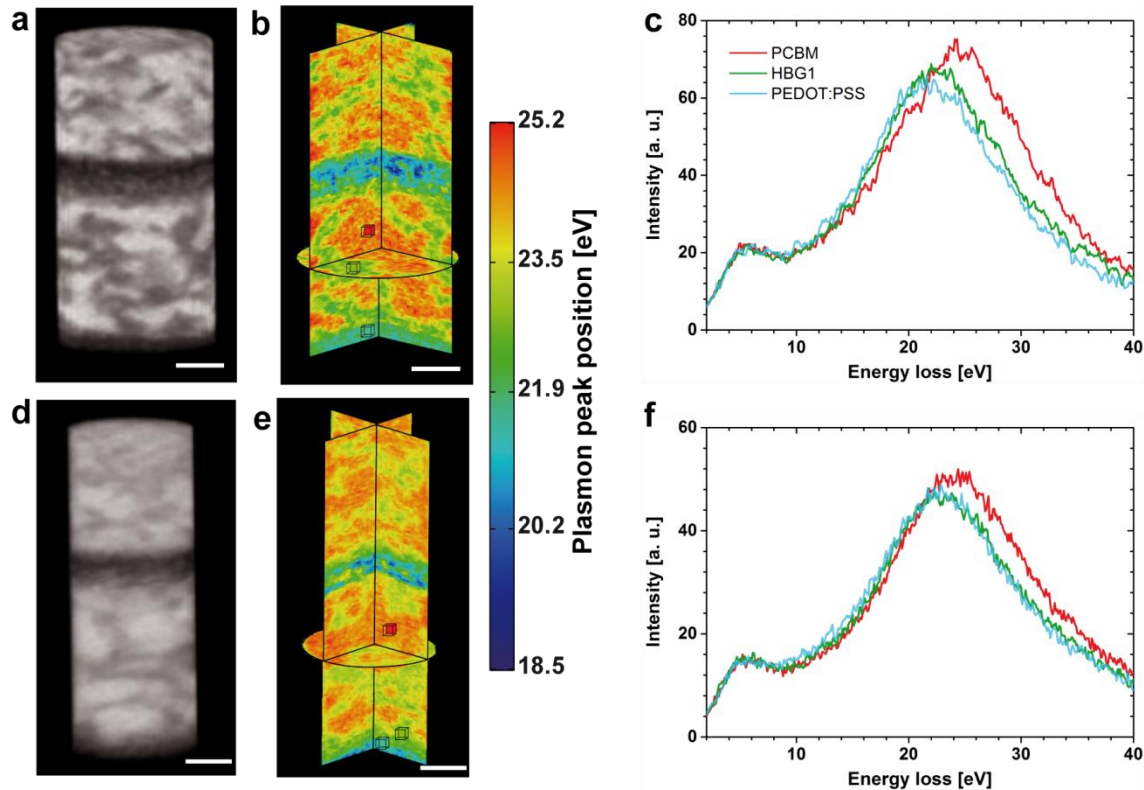 a
b
c
25.2
23.5
21.9
20.2
18.5
Plasmon peak position [eV]
80
60
40
20
0
Intensity [a. u.]
PCBM
HBG1
PEDOT:PSS
10
20
30
40
Energy loss [eV]
d
e
f
60
40
20
0
Intensity [a. u.]
10
20
30
40
Energy loss [eV]